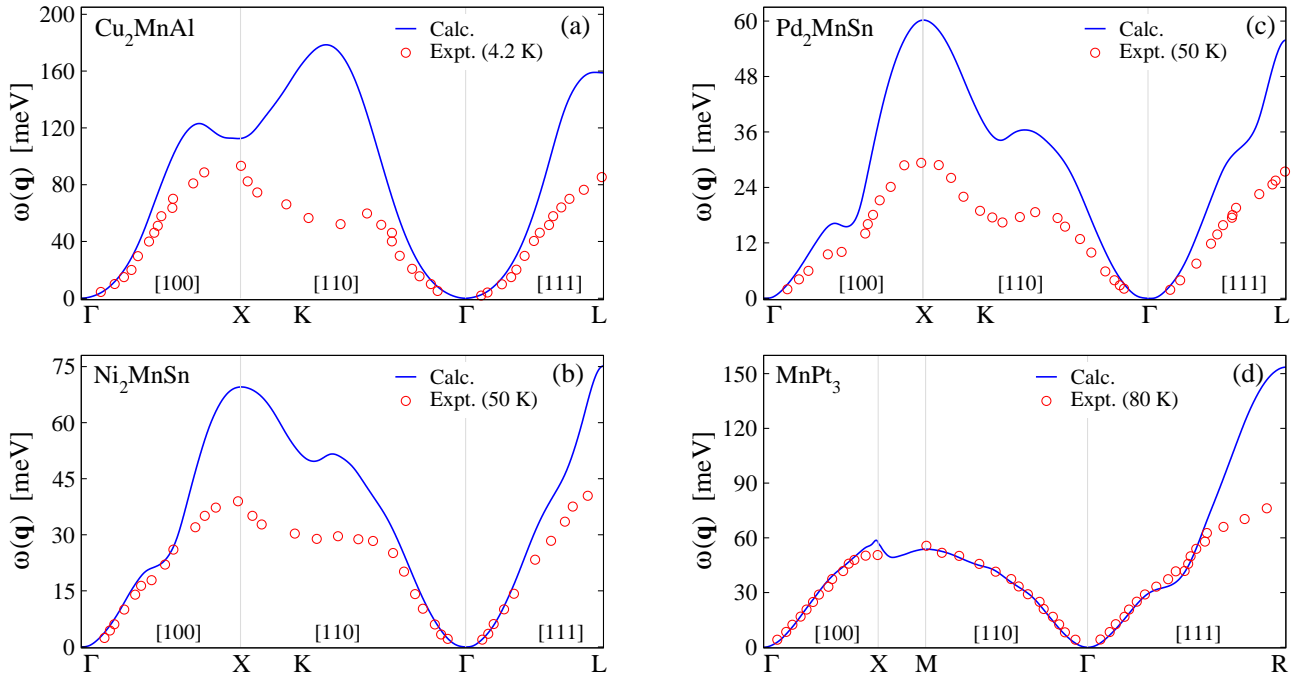 Cu₂MnAl
(a)
Calc.
Expt. (4.2 K)
ω(q) [meV]
200
160
120
80
40
0
[100]
[110]
[111]
Γ X K Γ L
Pd₂MnSn
(c)
Calc.
Expt. (50 K)
ω(q) [meV]
60
48
36
24
12
0
[100]
[110]
[111]
Γ X K Γ L
Ni₂MnSn
(b)
Calc.
Expt. (50 K)
ω(q) [meV]
75
60
45
30
15
0
[100]
[110]
[111]
Γ X K Γ L
MnPt₃
(d)
Calc.
Expt. (80 K)
ω(q) [meV]
150
120
90
60
30
0
[100]
[110]
[111]
Γ X M Γ R